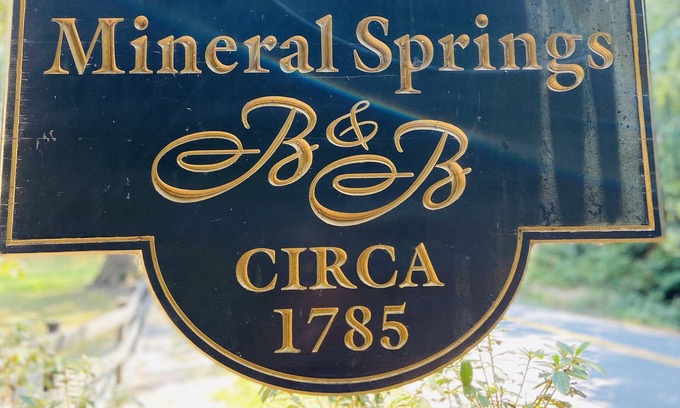 Mineral Springs
B & B
CIRCA
1785